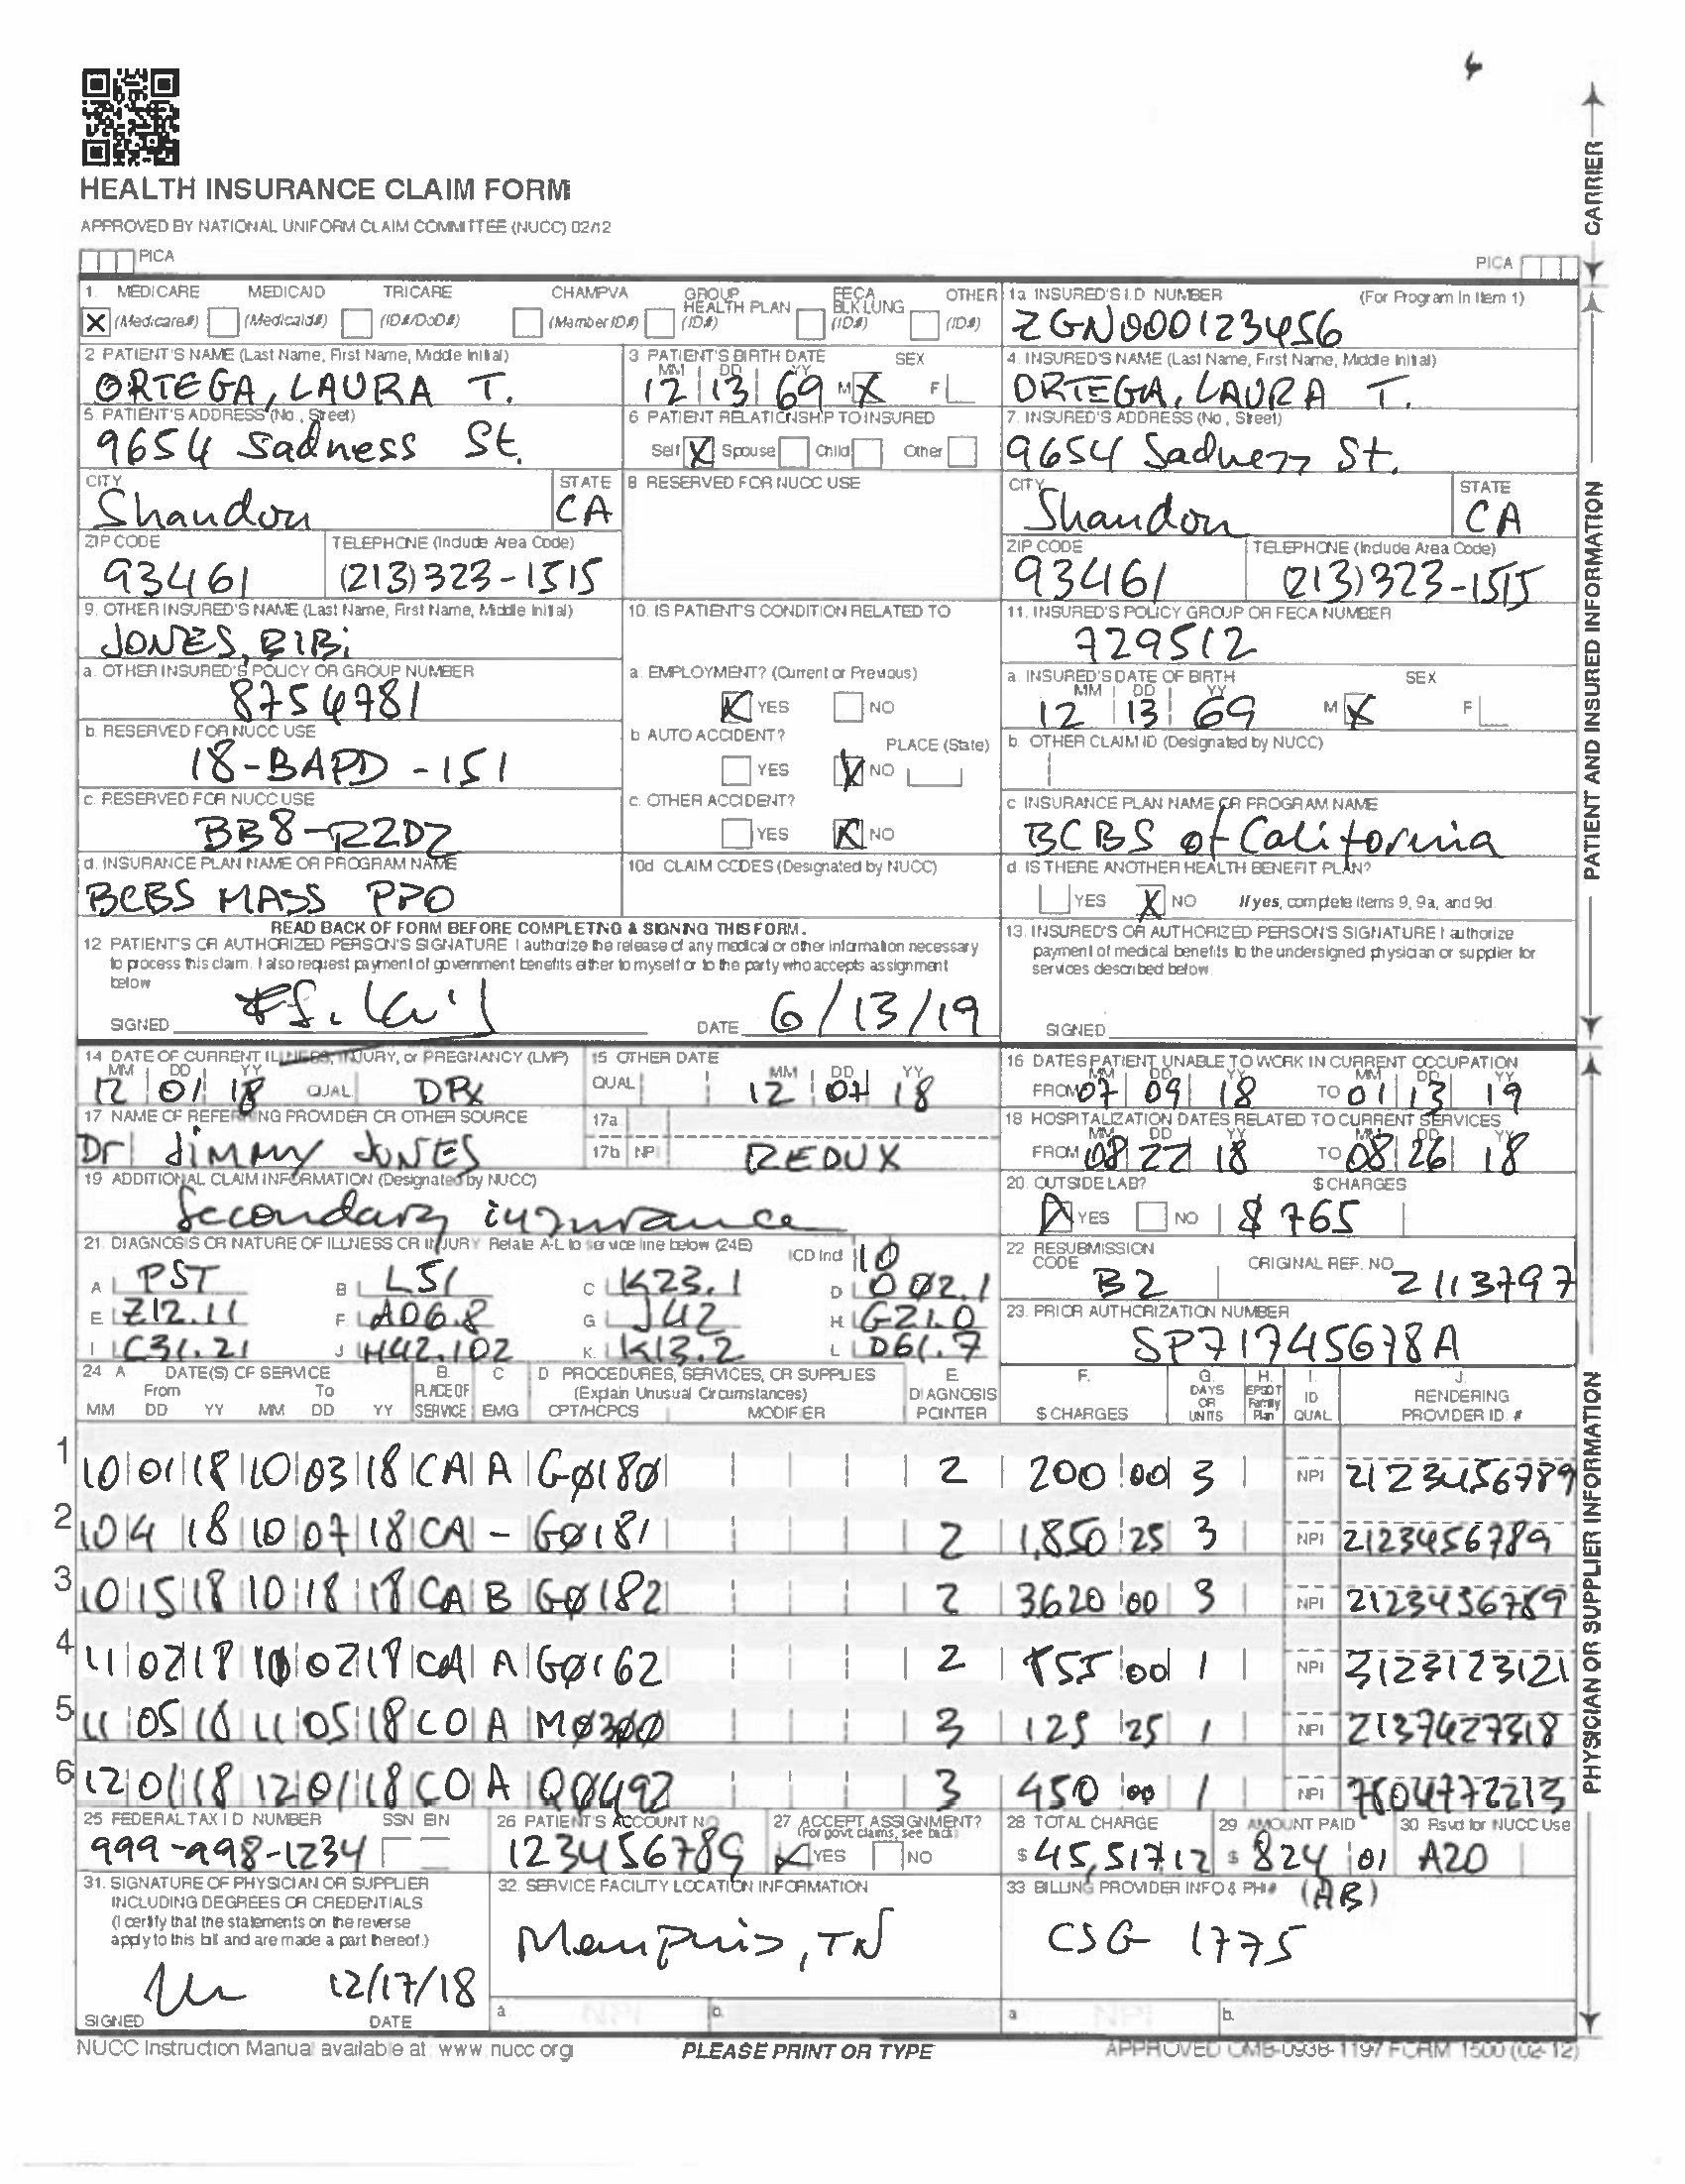 HEALTH INSURANCE CLAIM FORM
APPROVED BY NATIONAL UNIFORM CLAIM COMMITTEE (NUCC) 02/12
CARRIER
PICA PICA
1. MEDICARE MEDICAID TRICARE CHAMPVA GROUP HEALTH PLAN FECA BLK LUNG OTHER
X (Medicare#) (Medicaid#) (ID#/DoD#) (Member ID#) (ID#) (ID#) (ID#)
1a INSURED'S I.D. NUMBER (For Program in Item 1)
ZGN000123456
2 PATIENT'S NAME (Last Name, First Name, Middle Initial)
ORTEGA, LAURA T.
3 PATIENT'S BIRTH DATE SEX
MM DD YY
12 13 69 M X F
4. INSURED'S NAME (Last Name, First Name, Middle Initial)
ORTEGA, LAURA T.
5. PATIENT'S ADDRESS (No., Street)
9654 Sadness St.
6 PATIENT RELATIONSHIP TO INSURED
Self X Spouse Child Other
7. INSURED'S ADDRESS (No., Street)
9654 Sadness St.
CITY STATE
Shandon CA
8 RESERVED FOR NUCC USE
CITY STATE
Shandon CA
ZIP CODE TELEPHONE (Include Area Code)
93461 (213) 323-1515
ZIP CODE TELEPHONE (Include Area Code)
93461 (213) 323-1515
9. OTHER INSURED'S NAME (Last Name, First Name, Middle Initial)
JONES, BIBi
10. IS PATIENT'S CONDITION RELATED TO
11. INSURED'S POLICY GROUP OR FECA NUMBER
729512
a. OTHER INSURED'S POLICY OR GROUP NUMBER
8754781
a. EMPLOYMENT? (Current or Previous)
X YES NO
a. INSURED'S DATE OF BIRTH SEX
MM DD YY
12 13 69 M X F
b. RESERVED FOR NUCC USE
18-BAPD-151
b AUTO ACCIDENT? PLACE (State)
YES X NO
b. OTHER CLAIM ID (Designated by NUCC)
c. RESERVED FOR NUCC USE
BB8-R2D2
c. OTHER ACCIDENT?
YES X NO
c INSURANCE PLAN NAME OR PROGRAM NAME
BCBS of California
d. INSURANCE PLAN NAME OR PROGRAM NAME
BCBS MASS PPO
10d CLAIM CODES (Designated by NUCC)
d IS THERE ANOTHER HEALTH BENEFIT PLAN?
YES X NO If yes, complete items 9, 9a, and 9d.
READ BACK OF FORM BEFORE COMPLETING & SIGNING THIS FORM.
12 PATIENT'S OR AUTHORIZED PERSON'S SIGNATURE I authorize the release of any medical or other information necessary
to process this claim. I also request payment of government benefits either to myself or to the party who accepts assignment
below
SIGNED DATE 6/13/19
13. INSURED'S OR AUTHORIZED PERSON'S SIGNATURE I authorize
payment of medical benefits to the undersigned physician or supplier for
services described below.
SIGNED
PATIENT AND INSURED INFORMATION
14 DATE OF CURRENT ILLNESS, INJURY, or PREGNANCY (LMP)
MM DD YY
12 01 18 QUAL DRX
15 OTHER DATE
QUAL MM DD YY
12 07 18
16 DATES PATIENT UNABLE TO WORK IN CURRENT OCCUPATION
MM DD YY MM DD YY
FROM 07 09 18 TO 01 13 19
17. NAME OF REFERRING PROVIDER OR OTHER SOURCE
Dr JiMMY JONES
17a
17b NPI REDUX
18 HOSPITALIZATION DATES RELATED TO CURRENT SERVICES
MM DD YY MM DD YY
FROM 08 22 18 TO 08 26 18
19 ADDITIONAL CLAIM INFORMATION (Designated by NUCC)
Secondary insurance
20. OUTSIDE LAB? $ CHARGES
X YES NO $ 765
21. DIAGNOSIS OR NATURE OF ILLNESS OR INJURY Relate A-L to service line below (24E) ICD Ind 10
A PST B L51 C K23.1 D 002.1
E Z12.11 F A06.8 G J42 H G21.0
I C31.21 J H42.102 K K13.2 L D61.7
22 RESUBMISSION
CODE ORIGINAL REF. NO.
B2 2113797
23. PRIOR AUTHORIZATION NUMBER
SP71745678A
24 A DATE(S) OF SERVICE B. C D PROCEDURES, SERVICES, OR SUPPLIES E. F. G. H. I. J.
From To PLACE OF (Explain Unusual Circumstances) DIAGNOSIS DAYS OR EPSDT Family ID RENDERING
MM DD YY MM DD YY SERVICE EMG CPT/HCPCS MODIFIER POINTER $ CHARGES UNITS Plan QUAL PROVIDER ID. #
1 10 01 18 10 03 18 CA A G0180 2 200 00 3 NPI 2123456789
2 10 4 18 10 07 18 CA - G0181 2 1,850 25 3 NPI 2123456789
3 10 15 18 10 18 18 CA B G0182 2 3620 00 3 NPI 2123456789
4 11 02 18 02 18 CA A G0162 2 855 00 1 NPI 3123123121
5 11 05 18 11 05 18 CO A M0300 3 125 25 1 NPI 2137427318
6 12 01 18 12 01 18 CO A Q0492 3 450 00 1 NPI 7804772213
25 FEDERAL TAX I D NUMBER SSN EIN
999-998-1234
26 PATIENT'S ACCOUNT NO
123456789
27 ACCEPT ASSIGNMENT?
(For govt claims, see back)
X YES NO
28 TOTAL CHARGE
$ 45,517.12
29 AMOUNT PAID
$ 824 01
30 Rsvd for NUCC Use
A20
31. SIGNATURE OF PHYSICIAN OR SUPPLIER
INCLUDING DEGREES OR CREDENTIALS
(I certify that the statements on the reverse
apply to this bill and are made a part thereof.)
12/17/18
SIGNED DATE
32. SERVICE FACILITY LOCATION INFORMATION
Memphis, TN
a. b.
33 BILLING PROVIDER INFO & PH# (AB)
CSG 1775
a. b.
PHYSICIAN OR SUPPLIER INFORMATION
NUCC Instruction Manual available at www.nucc.org PLEASE PRINT OR TYPE APPROVED OMB-0938-1197 FORM 1500 (02-12)